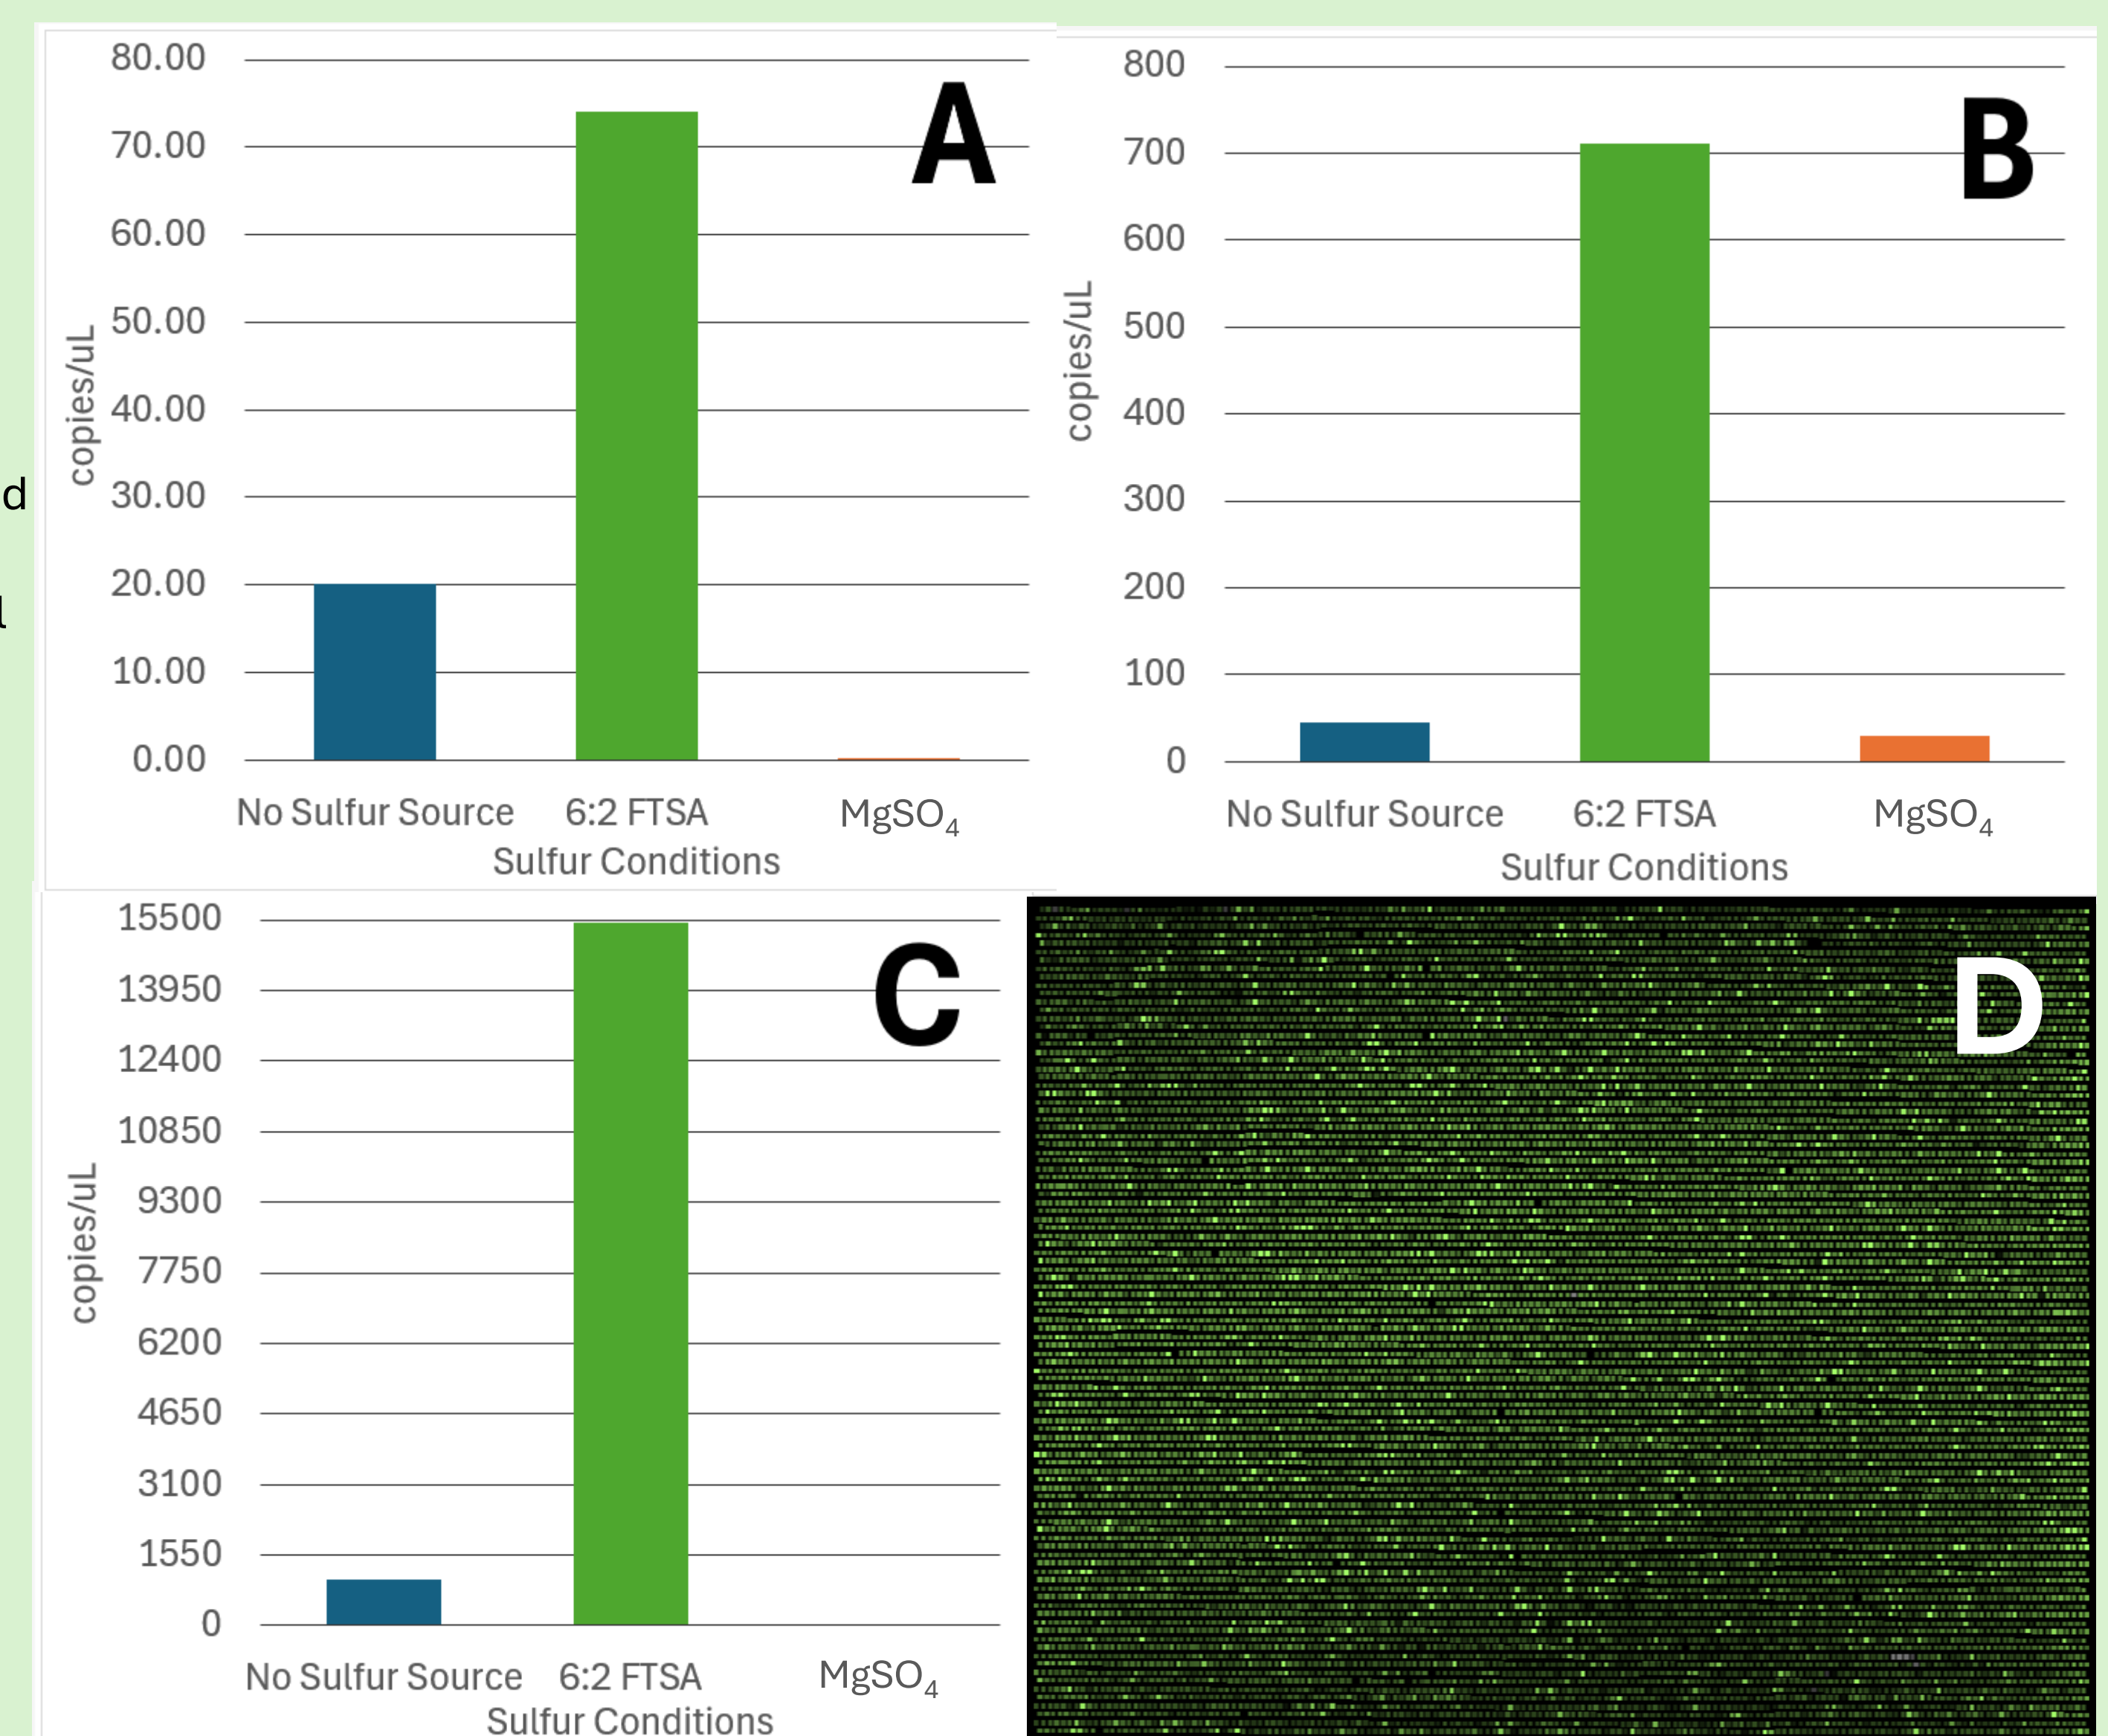 80.00
70.00
60.00
50.00
40.00
30.00
20.00
10.00
0.00
copies/uL
A
No Sulfur Source 6:2 FTSA MgSO₄
Sulfur Conditions
800
700
600
500
400
300
200
100
0
copies/uL
B
No Sulfur Source 6:2 FTSA MgSO₄
Sulfur Conditions
d
l
15500
13950
12400
10850
9300
7750
6200
4650
3100
1550
0
copies/uL
C
No Sulfur Source 6:2 FTSA MgSO₄
Sulfur Conditions
D